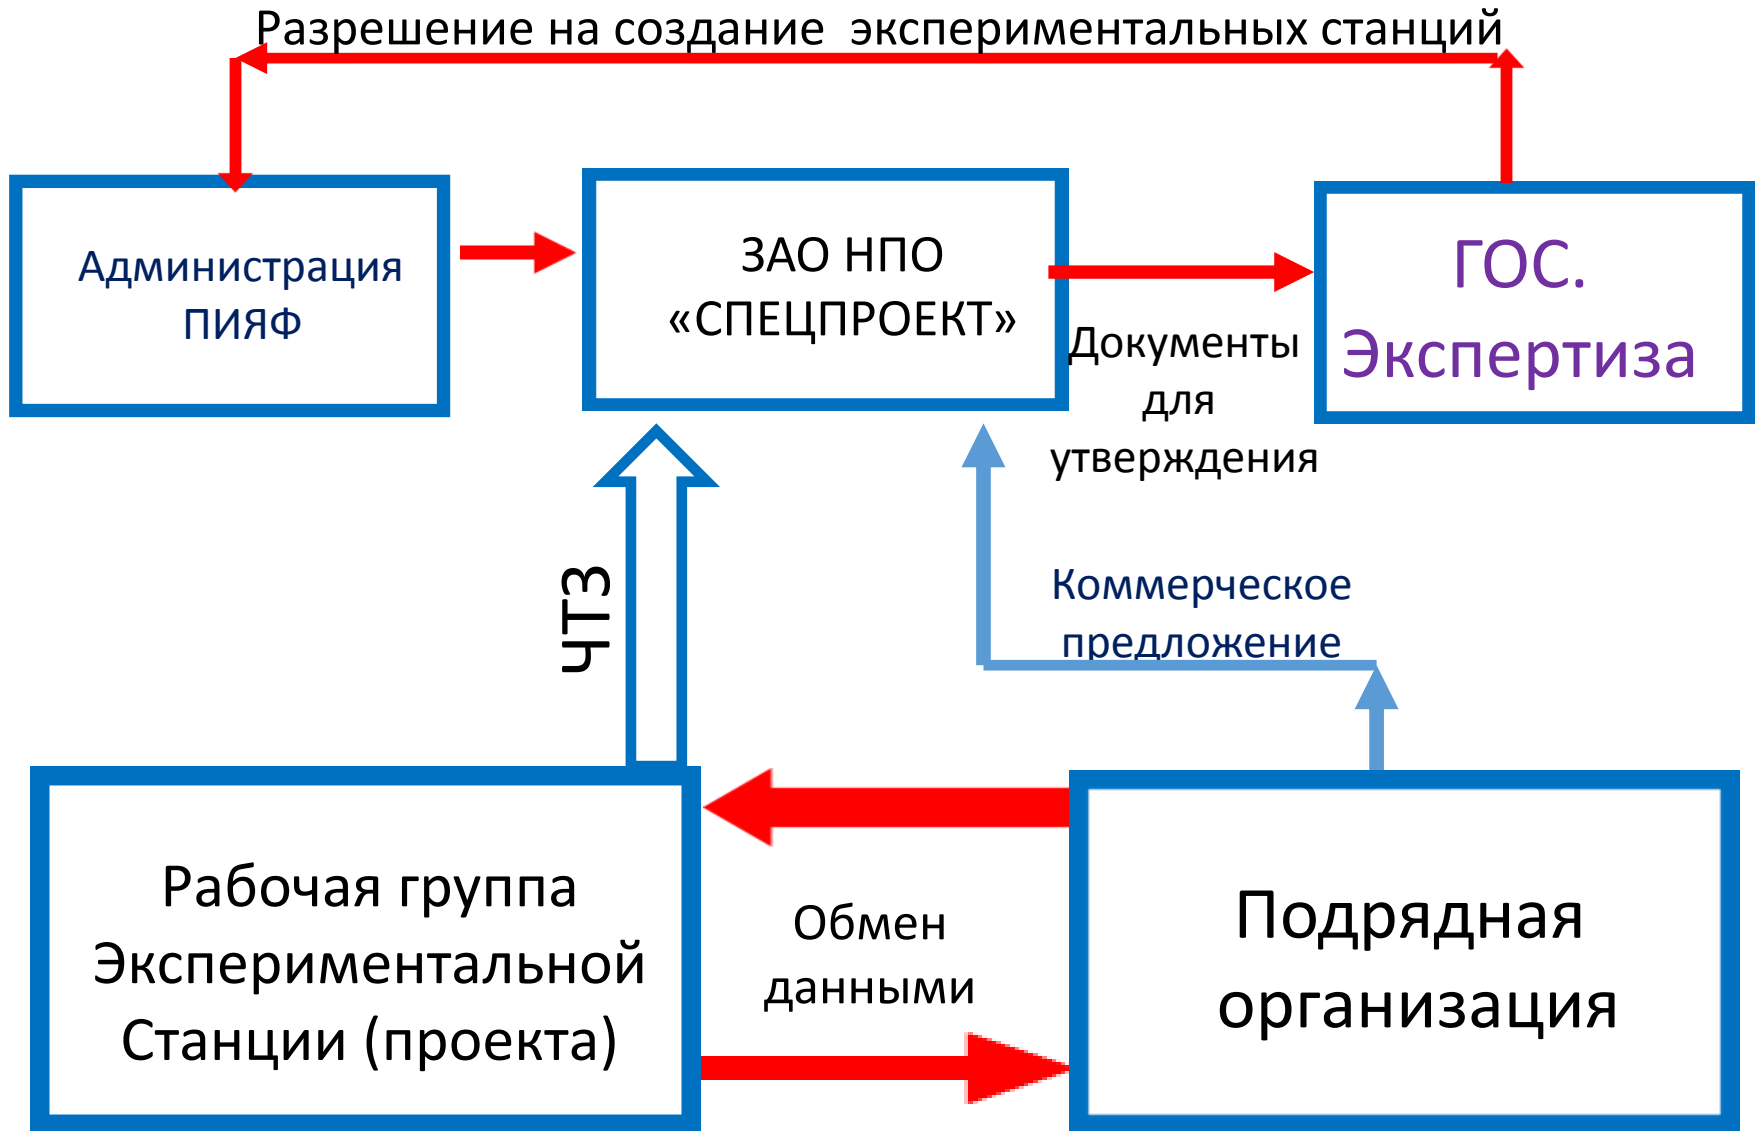 Разрешение на создание  экспериментальных станций
Администрация
ПИЯФ
ЗАО НПО
«СПЕЦПРОЕКТ»
ГОС.
Экспертиза
Документы
для
утверждения
ЧТЗ
Коммерческое
предложение
Рабочая группа
Экспериментальной
Станции (проекта)
Обмен
данными
Подрядная
организация